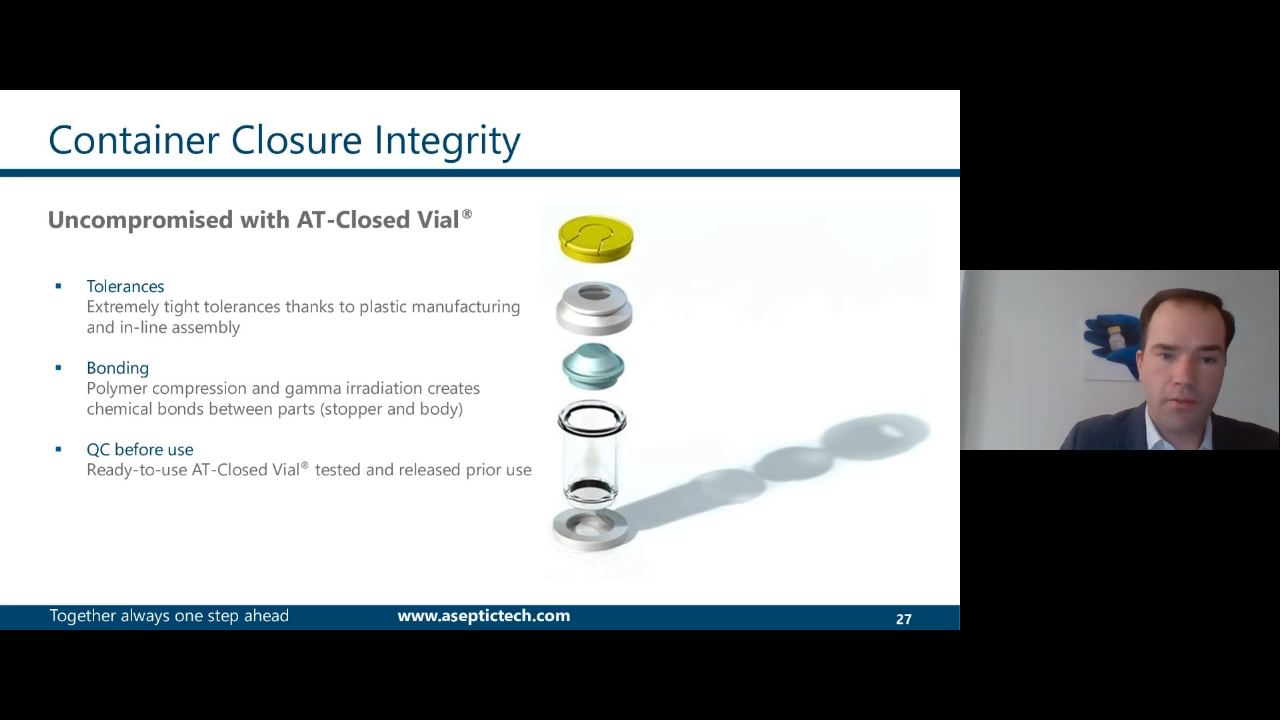 Container Closure Integrity
Uncompromised with AT-Closed Vial®
▪ Tolerances
Extremely tight tolerances thanks to plastic manufacturing
and in-line assembly
▪ Bonding
Polymer compression and gamma irradiation creates
chemical bonds between parts (stopper and body)
▪ QC before use
Ready-to-use AT-Closed Vial® tested and released prior use
Together always one step ahead
www.aseptictech.com
27